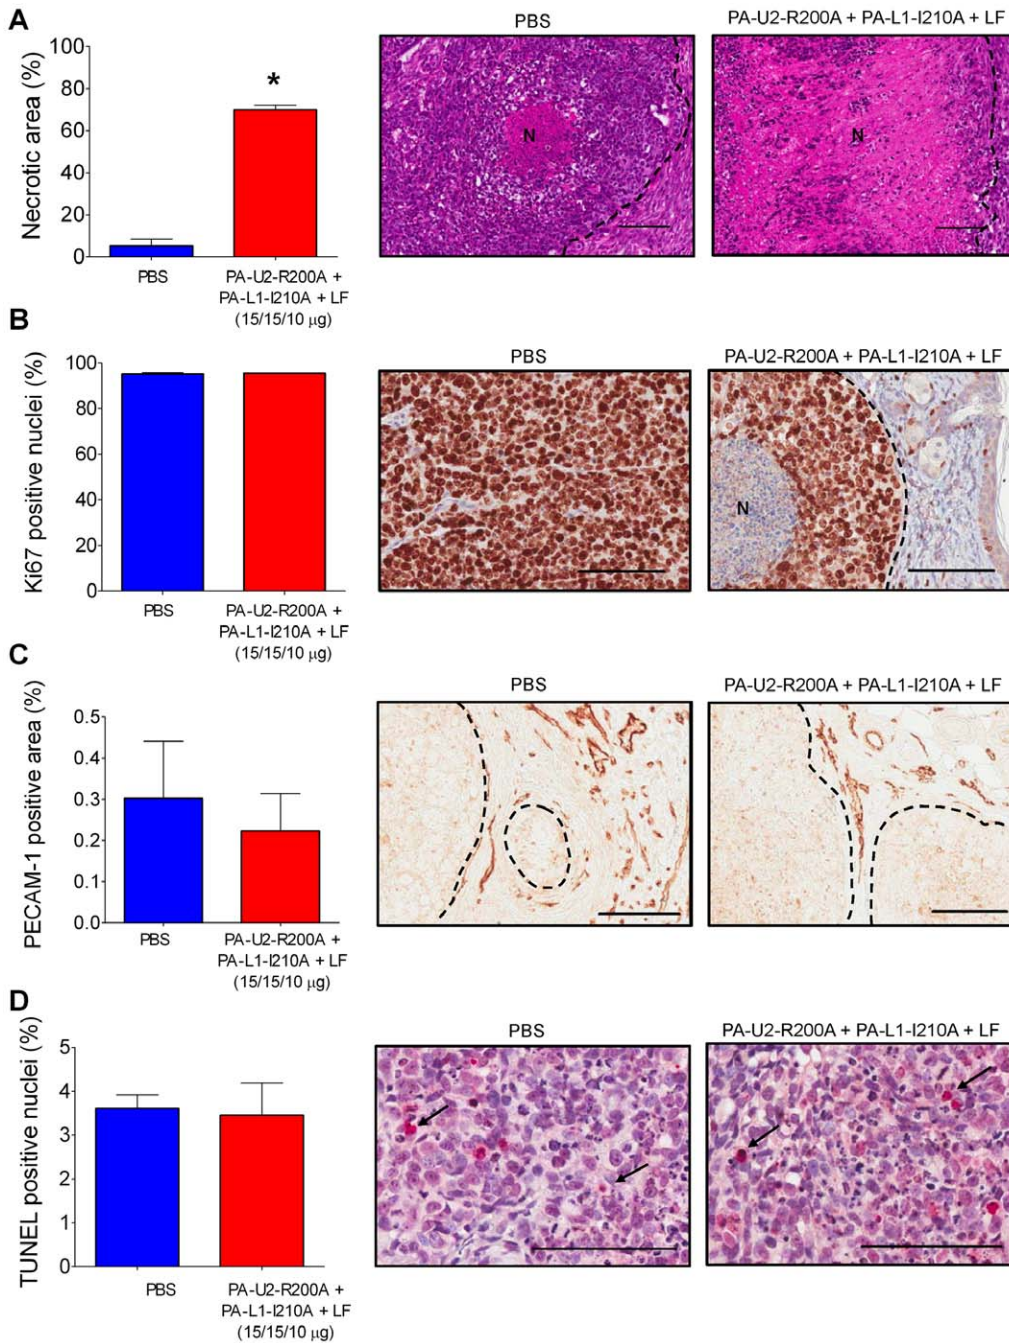 A
PBS
PA-U2-R200A + PA-L1-I210A + LF
Necrotic area (%)
100
80
60
40
20
0
*
N
N
PBS
PA-U2-R200A +
PA-L1-I210A + LF
(15/15/10 μg)
B
PBS
PA-U2-R200A + PA-L1-I210A + LF
Ki67 positive nuclei (%)
100
80
60
40
20
0
N
PBS
PA-U2-R200A +
PA-L1-I210A + LF
(15/15/10 μg)
C
PBS
PA-U2-R200A + PA-L1-I210A + LF
PECAM-1 positive area (%)
0.5
0.4
0.3
0.2
0.1
0.0
PBS
PA-U2-R200A +
PA-L1-I210A + LF
(15/15/10 μg)
D
PBS
PA-U2-R200A + PA-L1-I210A + LF
TUNEL positive nuclei (%)
5
4
3
2
1
0
PBS
PA-U2-R200A +
PA-L1-I210A + LF
(15/15/10 μg)